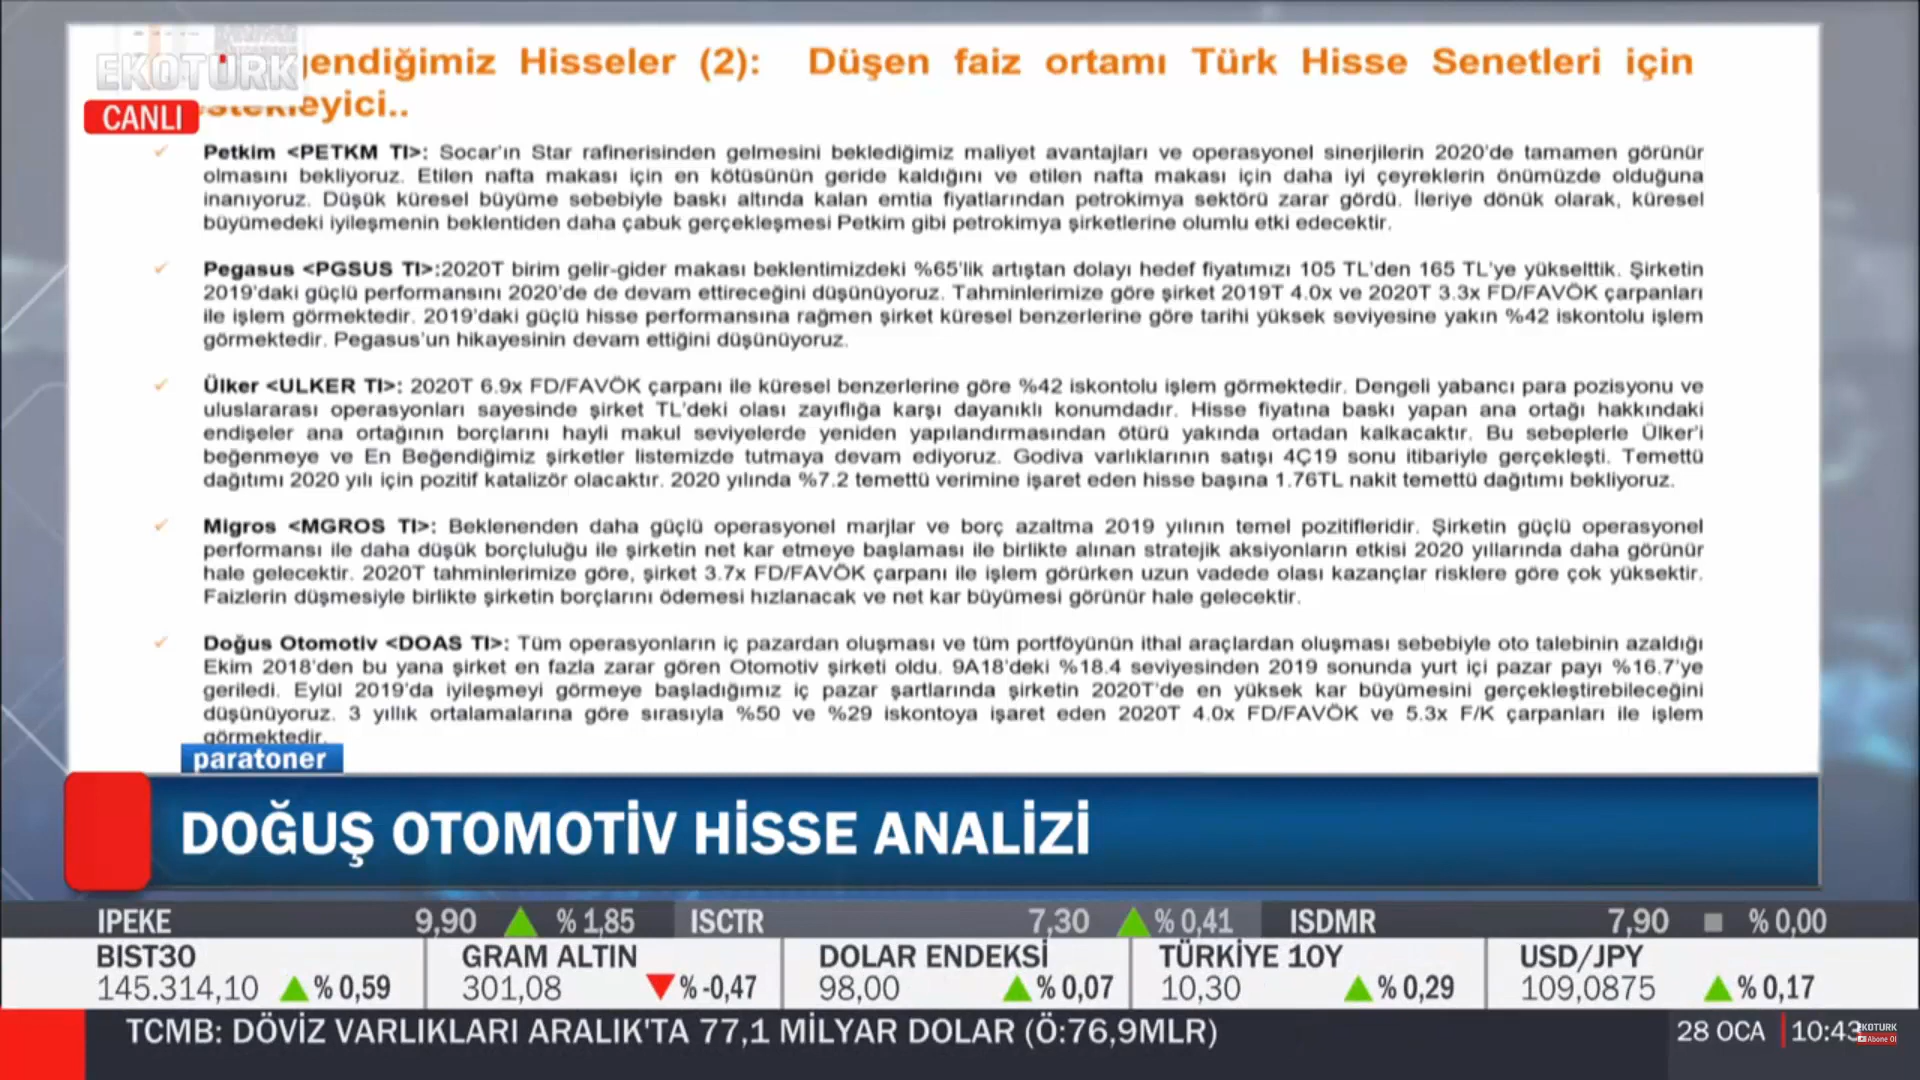 EKOTÜRK
CANLI
endiğimiz Hisseler (2): Düşen faiz ortamı Türk Hisse Senetleri için
eyici..
Petkim <PETKM TI>: Socar'ın Star rafinerisinden gelmesini beklediğimiz maliyet avantajları ve operasyonel sinerjilerin 2020'de tamamen görünür
olmasını bekliyoruz. Etilen nafta makası için en kötüsünün geride kaldığını ve etilen nafta makası için daha iyi çeyreklerin önümüzde olduğuna
inanıyoruz. Düşük küresel büyüme sebebiyle baskı altında kalan emtia fiyatlarından petrokimya sektörü zarar gördü. İleriye dönük olarak, küresel
büyümedeki iyileşmenin beklentiden daha çabuk gerçekleşmesi Petkim gibi petrokimya şirketlerine olumlu etki edecektir.
Pegasus <PGSUS TI>:2020T birim gelir-gider makası beklentimizdeki %65'lik artıştan dolayı hedef fiyatımızı 105 TL'den 165 TL'ye yükselttik. Şirketin
2019'daki güçlü performansını 2020'de de devam ettireceğini düşünüyoruz. Tahminlerimize göre şirket 2019T 4.0x ve 2020T 3.3x FD/FAVÖK çarpanları
ile işlem görmektedir. 2019'daki güçlü hisse performansına rağmen şirket küresel benzerlerine göre tarihi yüksek seviyesine yakın %42 iskontolu işlem
görmektedir. Pegasus'un hikayesinin devam ettiğini düşünüyoruz.
Ülker <ULKER TI>: 2020T 6.9x FD/FAVÖK çarpanı ile küresel benzerlerine göre %42 iskontolu işlem görmektedir. Dengeli yabancı para pozisyonu ve
uluslararası operasyonları sayesinde şirket TL'deki olası zayıflığa karşı dayanıklı konumdadır. Hisse fiyatına baskı yapan ana ortağı hakkındaki
endişeler ana ortağının borçlarını hayli makul seviyelerde yeniden yapılandırmasından ötürü yakında ortadan kalkacaktır. Bu sebeplerle Ülker'i
beğenmeye ve En Beğendiğimiz şirketler listemizde tutmaya devam ediyoruz. Godiva varlıklarının satışı 4Ç19 sonu itibariyle gerçekleşti. Temettü
dağıtımı 2020 yılı için pozitif katalizör olacaktır. 2020 yılında %7.2 temettü verimine işaret eden hisse başına 1.76TL nakit temettü dağıtımı bekliyoruz.
Migros <MGROS TI>: Beklenenden daha güçlü operasyonel marjlar ve borç azaltma 2019 yılının temel pozitifleridir. Şirketin güçlü operasyonel
performansı ile daha düşük borçluluğu ile şirketin net kar etmeye başlaması ile birlikte alınan stratejik aksiyonların etkisi 2020 yıllarında daha görünür
hale gelecektir. 2020T tahminlerimize göre, şirket 3.7x FD/FAVÖK çarpanı ile işlem görürken uzun vadede olası kazançlar risklere göre çok yüksektir.
Faizlerin düşmesiyle birlikte şirketin borçlarını ödemesi hızlanacak ve net kar büyümesi görünür hale gelecektir.
Doğus Otomotiv <DOAS TI>: Tüm operasyonların iç pazardan oluşması ve tüm portföyünün ithal araçlardan oluşması sebebiyle oto talebinin azaldığı
Ekim 2018'den bu yana şirket en fazla zarar gören Otomotiv şirketi oldu. 9A18'deki %18.4 seviyesinden 2019 sonunda yurt içi pazar payı %16.7'ye
geriledi. Eylül 2019'da iyileşmeyi görmeye başladığımız iç pazar şartlarında şirketin 2020T'de en yüksek kar büyümesini gerçekleştirebileceğini
düşünüyoruz. 3 yıllık ortalamalarına göre sırasıyla %50 ve %29 iskontoya işaret eden 2020T 4.0x FD/FAVÖK ve 5.3x F/K çarpanları ile işlem
görmektedir.
paratoner
DOĞUŞ OTOMOTİV HİSSE ANALİZİ
IPEKE 9,90 % 1,85 ISCTR 7,30 % 0,41 ISDMR 7,90 % 0,00
BIST30 GRAM ALTIN DOLAR ENDEKSİ TÜRKİYE 10Y USD/JPY
145.314,10 % 0,59 301,08 % -0,47 98,00 % 0,07 10,30 % 0,29 109,0875 % 0,17
TCMB: DÖVİZ VARLIKLARI ARALIK'TA 77,1 MİLYAR DOLAR (Ö:76,9MLR) 28 OCA 10:43
EKOTURK
Abone Ol